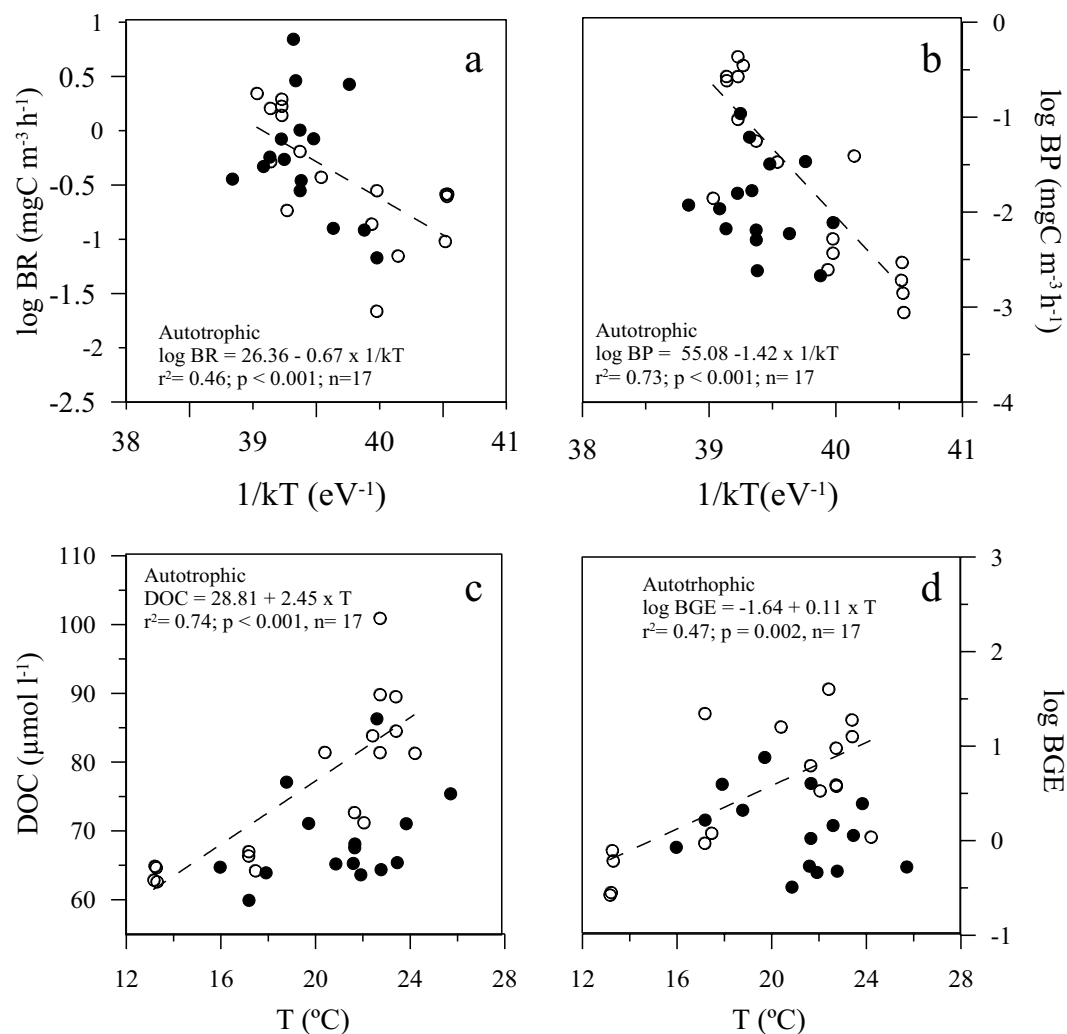 a
1
0.5
0
-0.5
-1
-1.5
-2
-2.5
log BR (mgC m-3 h-1)
Autotrophic
log BR = 26.36 - 0.67 x 1/kT
r2= 0.46; p < 0.001; n=17
38
39
40
41
1/kT (eV-1)
b
0
-1
-2
-3
-4
log BP (mgC m-3 h-1)
Autotrophic
log BP = 55.08 -1.42 x 1/kT
r2= 0.73; p < 0.001; n= 17
38
39
40
41
1/kT(eV-1)
c
110
100
90
80
70
60
DOC (µmol l-1)
Autotrophic
DOC = 28.81 + 2.45 x T
r2= 0.74; p < 0.001, n= 17
12
16
20
24
28
T (ºC)
d
3
2
1
0
-1
log BGE
Autotrhophic
log BGE = -1.64 + 0.11 x T
r2= 0.47; p = 0.002, n= 17
12
16
20
24
28
T (ºC)